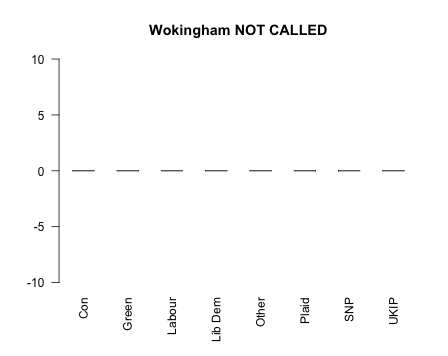 Wokingham NOT CALLED
10
5
0
-5
-10
Con
Green
Labour
Lib Dem
Other
Plaid
SNP
UKIP